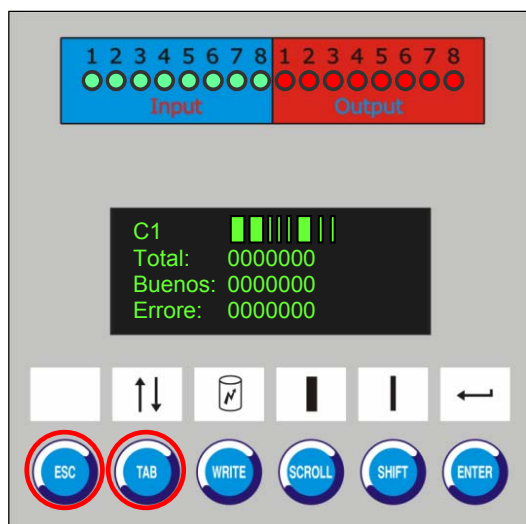 1 2 3 4 5 6 7 8 1 2 3 4 5 6 7 8
Input Output
C1
Total: 0000000
Buenos: 0000000
Errore: 0000000
ESC TAB WRITE SCROLL SHIFT ENTER